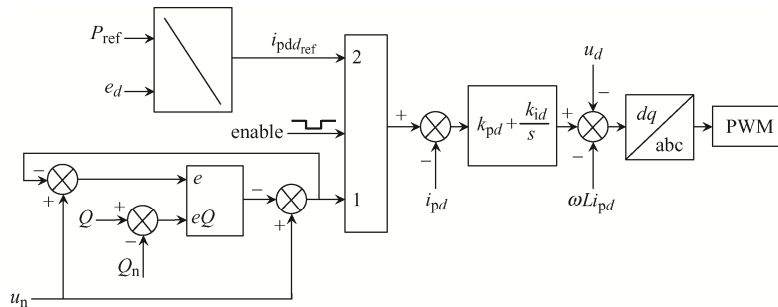 P_ref
e_d
i_pdd_ref
2
enable
1
+
−
i_pd
k_pd + k_id/s
+
u_d
−
−
ωLi_pd
dq
abc
PWM
−
+
e
eQ
−
+
Q
+
−
Q_n
u_n